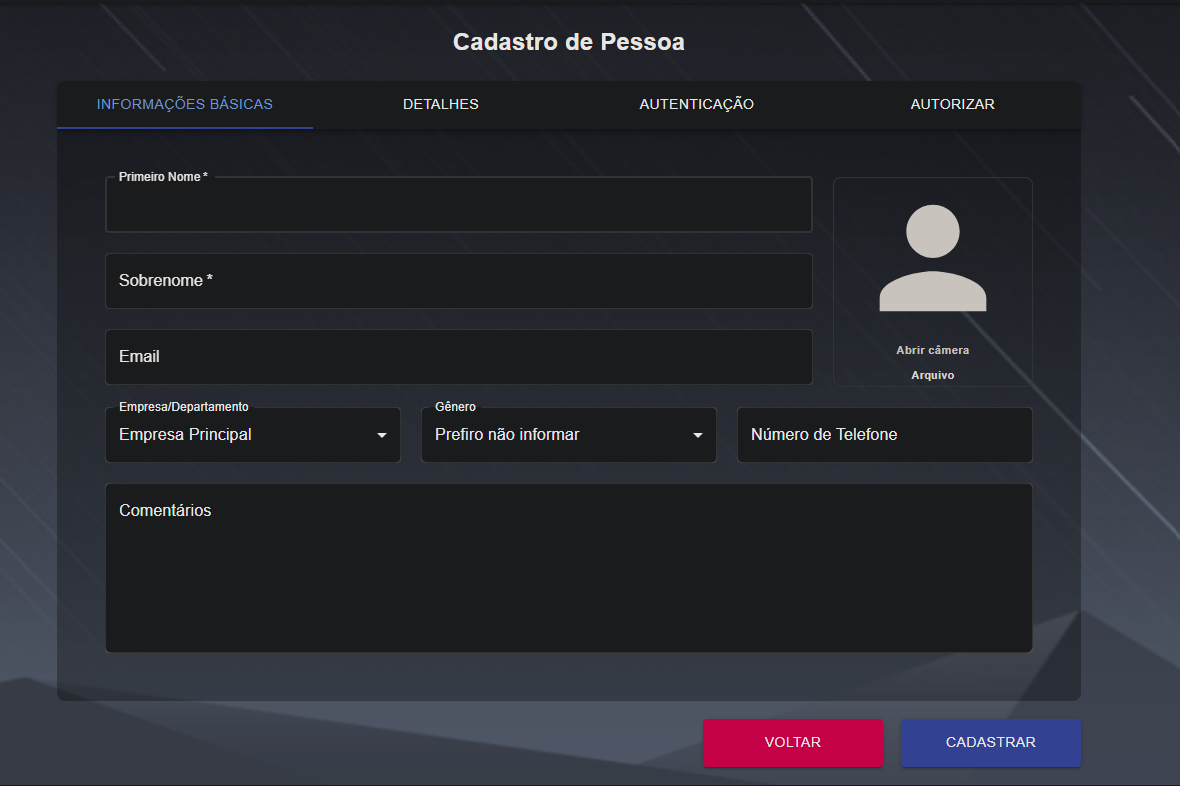 Cadastro de Pessoa
INFORMAÇÕES BÁSICAS DETALHES AUTENTICAÇÃO AUTORIZAR
Primeiro Nome *
Sobrenome *
Email
Abrir câmera
Arquivo
Empresa/Departamento Gênero
Empresa Principal Prefiro não informar Número de Telefone
Comentários
VOLTAR CADASTRAR